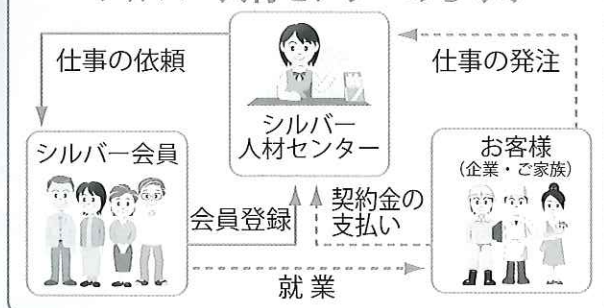 仕事の依頼
仕事の発注
シルバー
人材センター
シルバー会員
お客様
(企業・ご家族)
会員登録
契約金の
支払い
就業